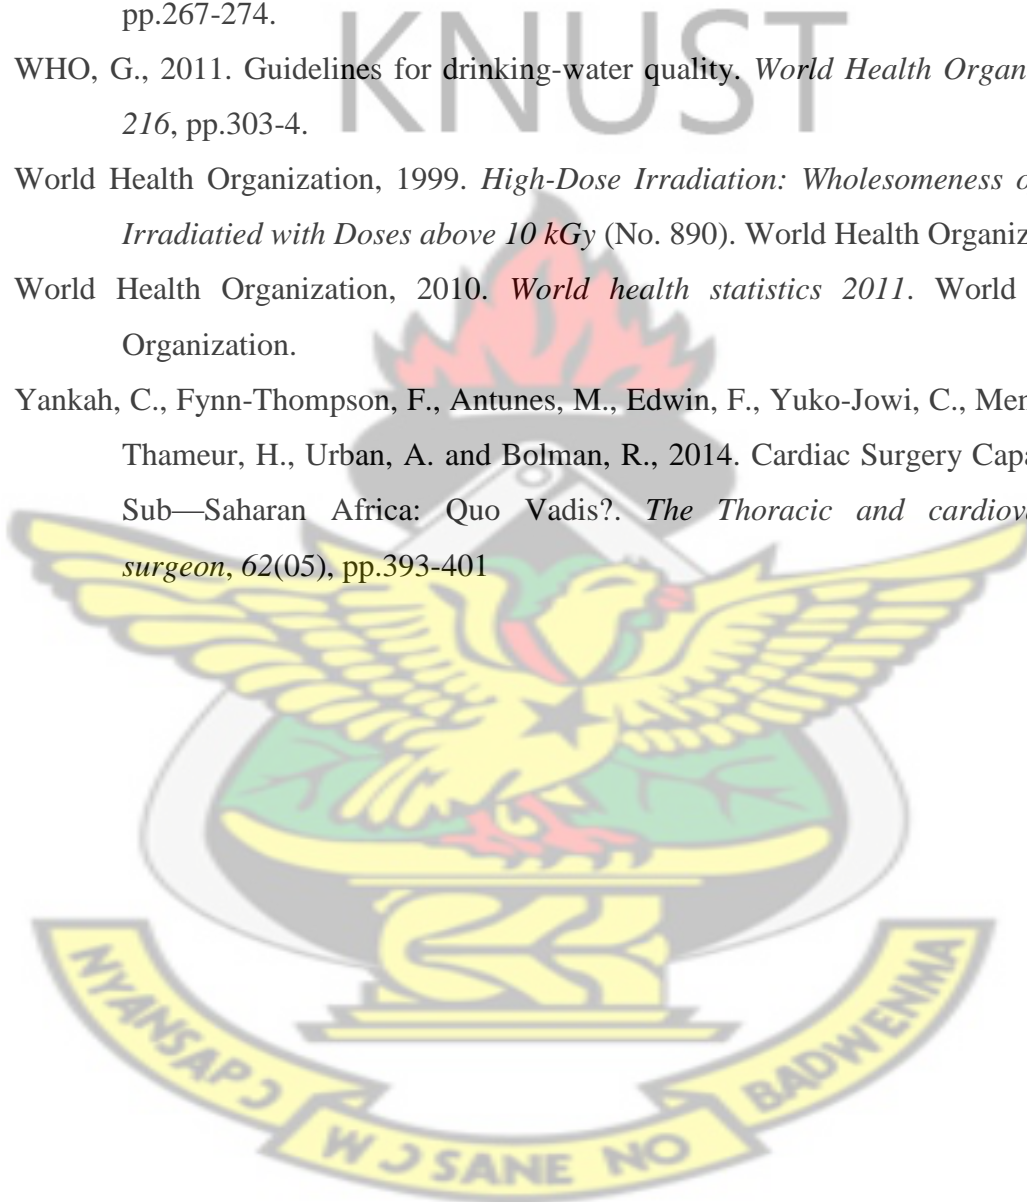 pp.267-274.
KNUST
WHO, G., 2011. Guidelines for drinking-water quality. World Health Organ
216, pp.303-4.
World Health Organization, 1999. High-Dose Irradiation: Wholesomeness o
Irradiatied with Doses above 10 kGy (No. 890). World Health Organiz
World Health Organization, 2010. World health statistics 2011. World
Organization.
Yankah, C., Fynn-Thompson, F., Antunes, M., Edwin, F., Yuko-Jowi, C., Men
Thameur, H., Urban, A. and Bolman, R., 2014. Cardiac Surgery Capa
Sub—Saharan Africa: Quo Vadis?. The Thoracic and cardiova
surgeon, 62(05), pp.393-401
NYANSAPƆ
WƆSANE NO
BADWENMA